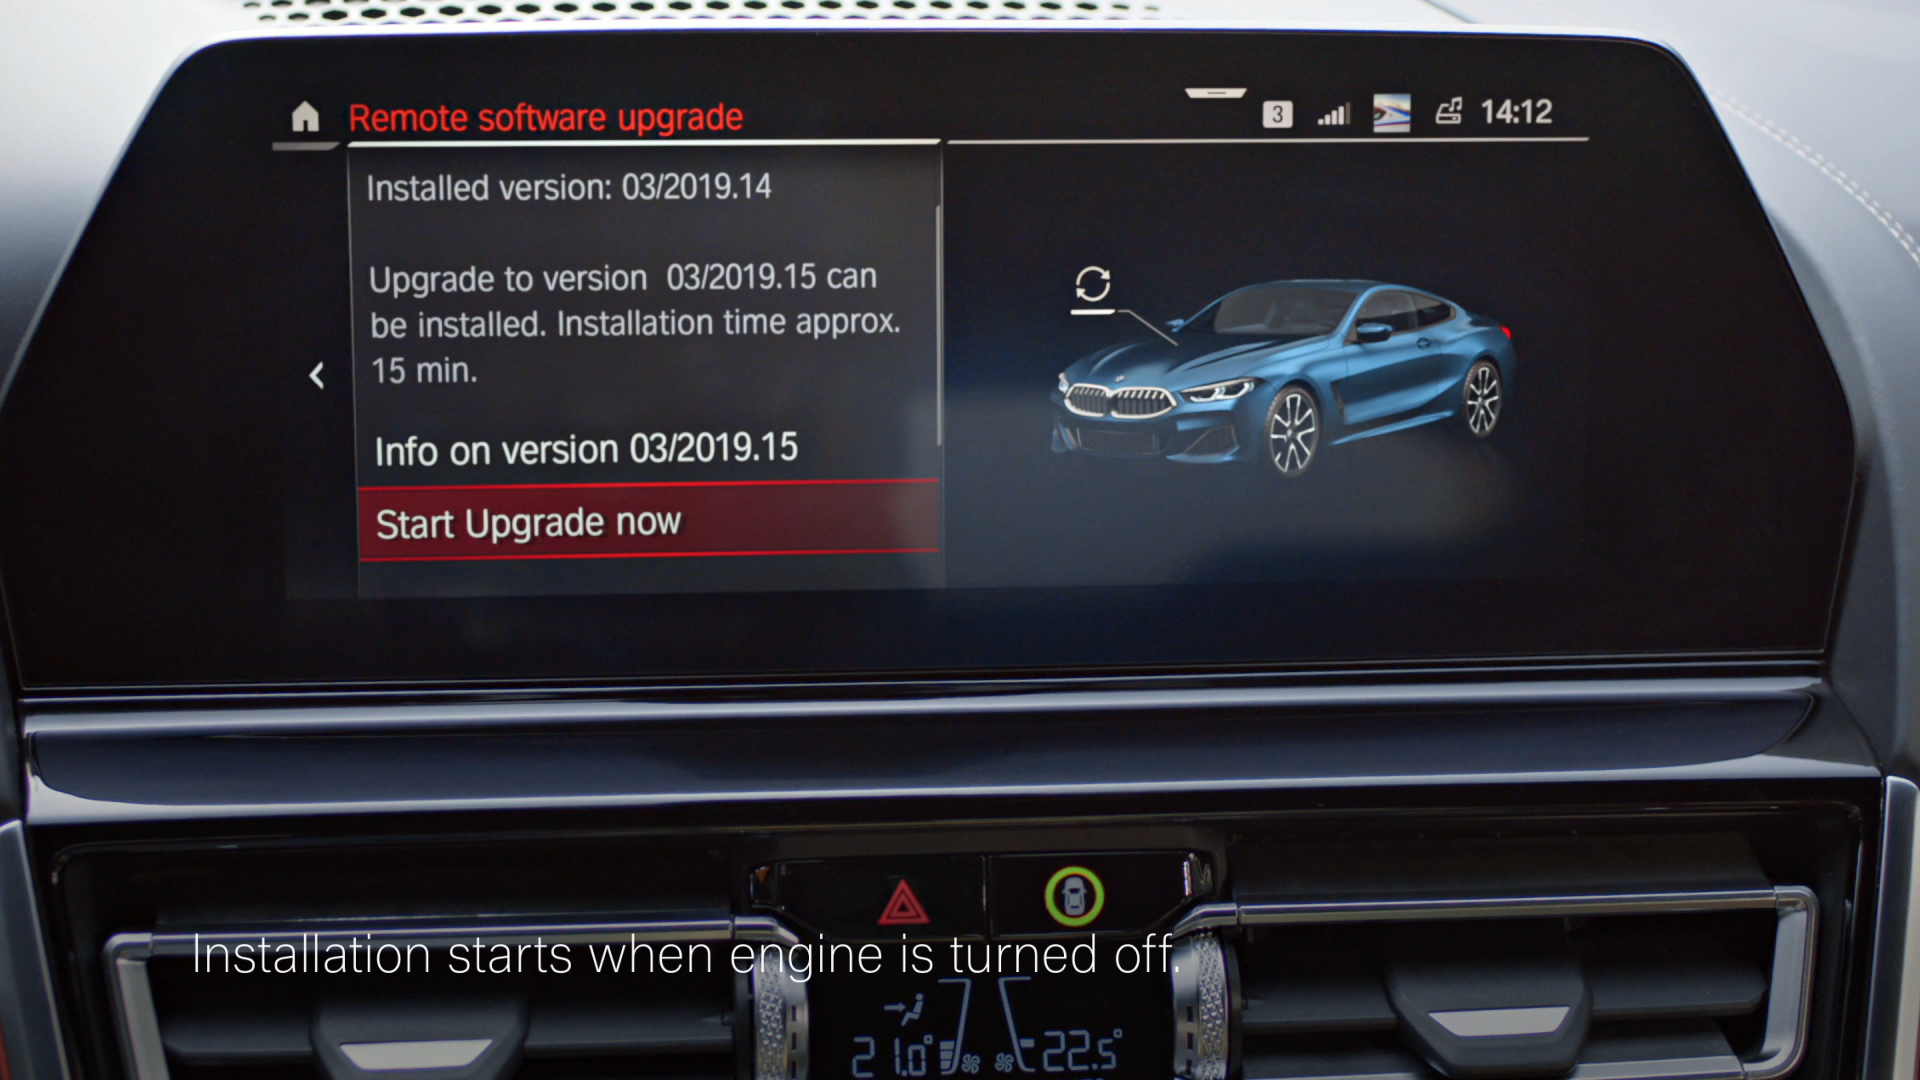 Remote software upgrade
3
14:12
Installed version: 03/2019.14
Upgrade to version 03/2019.15 can
be installed. Installation time approx.
15 min.
Info on version 03/2019.15
Start Upgrade now
Installation starts when engine is turned off.
21.0°
22.5°